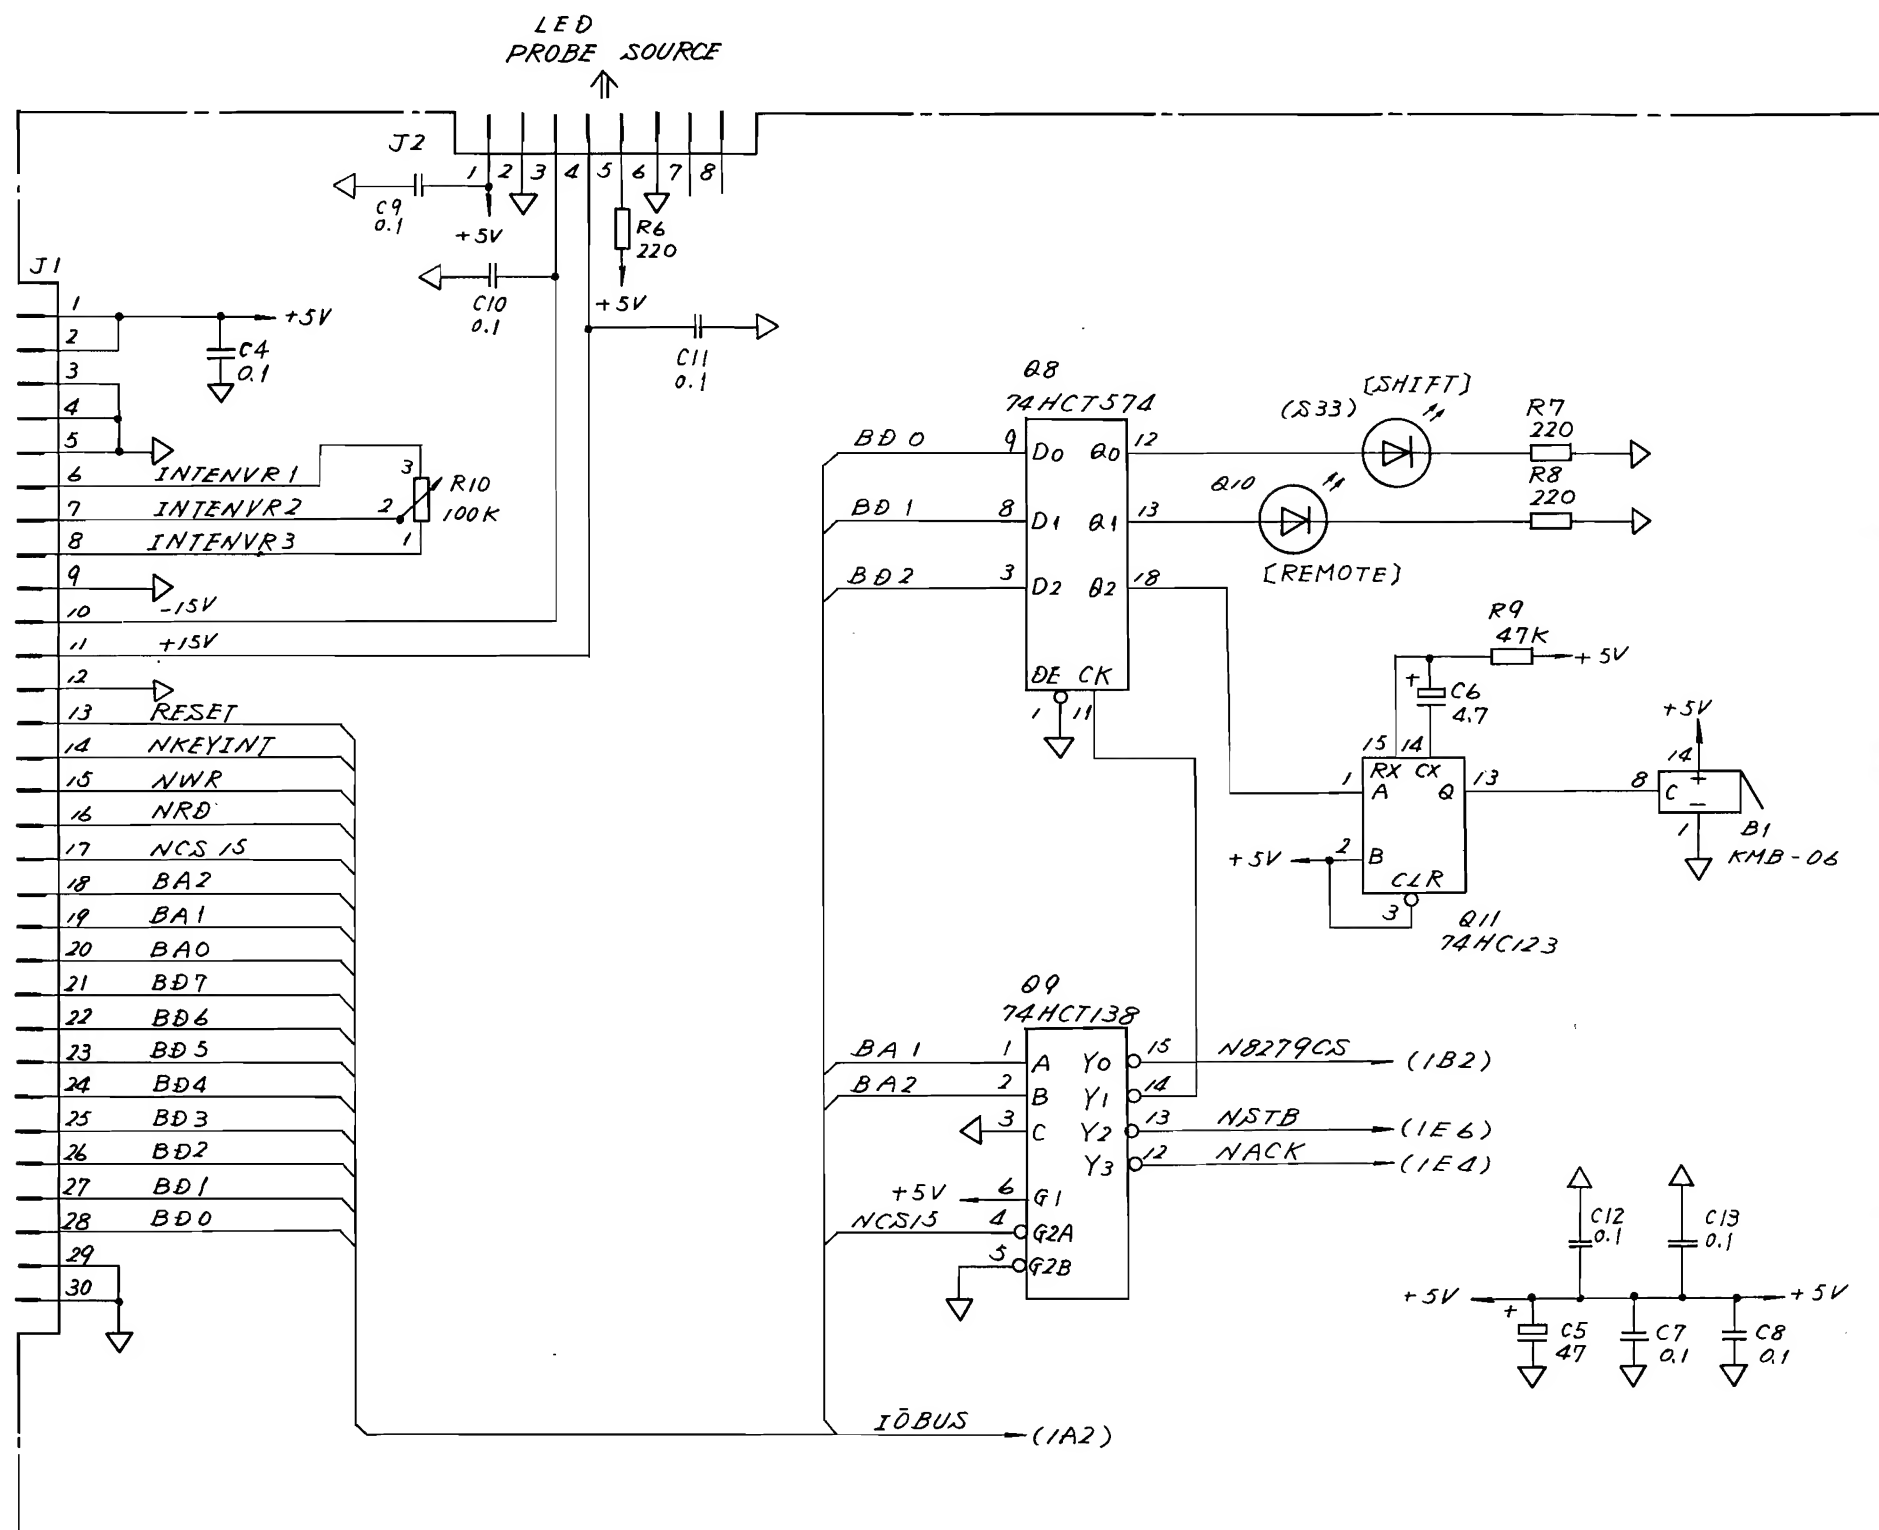 LED
PROBE SOURCE
J2
1 2 3 4 5 6 7 8
C9
0.1
+5V
R6
220
+5V
C10
0.1
C11
0.1
J1
1
+5V
2
C4
0.1
3
4
5
6 INTENVR1
7 INTENVR2
8 INTENVR3
3
2
1
R10
100K
9
10 -15V
11 +15V
12
13 RESET
14 NKEYINT
15 NWR
16 NRD
17 NCS15
18 BA2
19 BA1
20 BA0
21 BD7
22 BD6
23 BD5
24 BD4
25 BD3
26 BD2
27 BD1
28 BD0
29
30
Q8
74HCT574
BD0 9 D0 Q0 12
BD1 8 D1 Q1 13
BD2 3 D2 Q2 18
OE CK
1 11
(S33) [SHIFT]
R7
220
Q10
[REMOTE]
R8
220
R9
47K
+5V
+
C6
4.7
15 14
RX CX
1 A Q 13
+5V 2 B
CLR
3
Q11
74HC123
+5V
14
8 C +
−
1
B1
KMB-06
Q9
74HCT138
BA1 1 A Y0 15 N8279CS (1B2)
BA2 2 B Y1 14
3 C Y2 13 NSTB (1E6)
Y3 12 NACK (1E4)
+5V 6 G1
NCS15 4 G2A
5 G2B
C12
0.1
C13
0.1
+5V +5V
+
C5
47
C7
0.1
C8
0.1
IŌBUS (1A2)